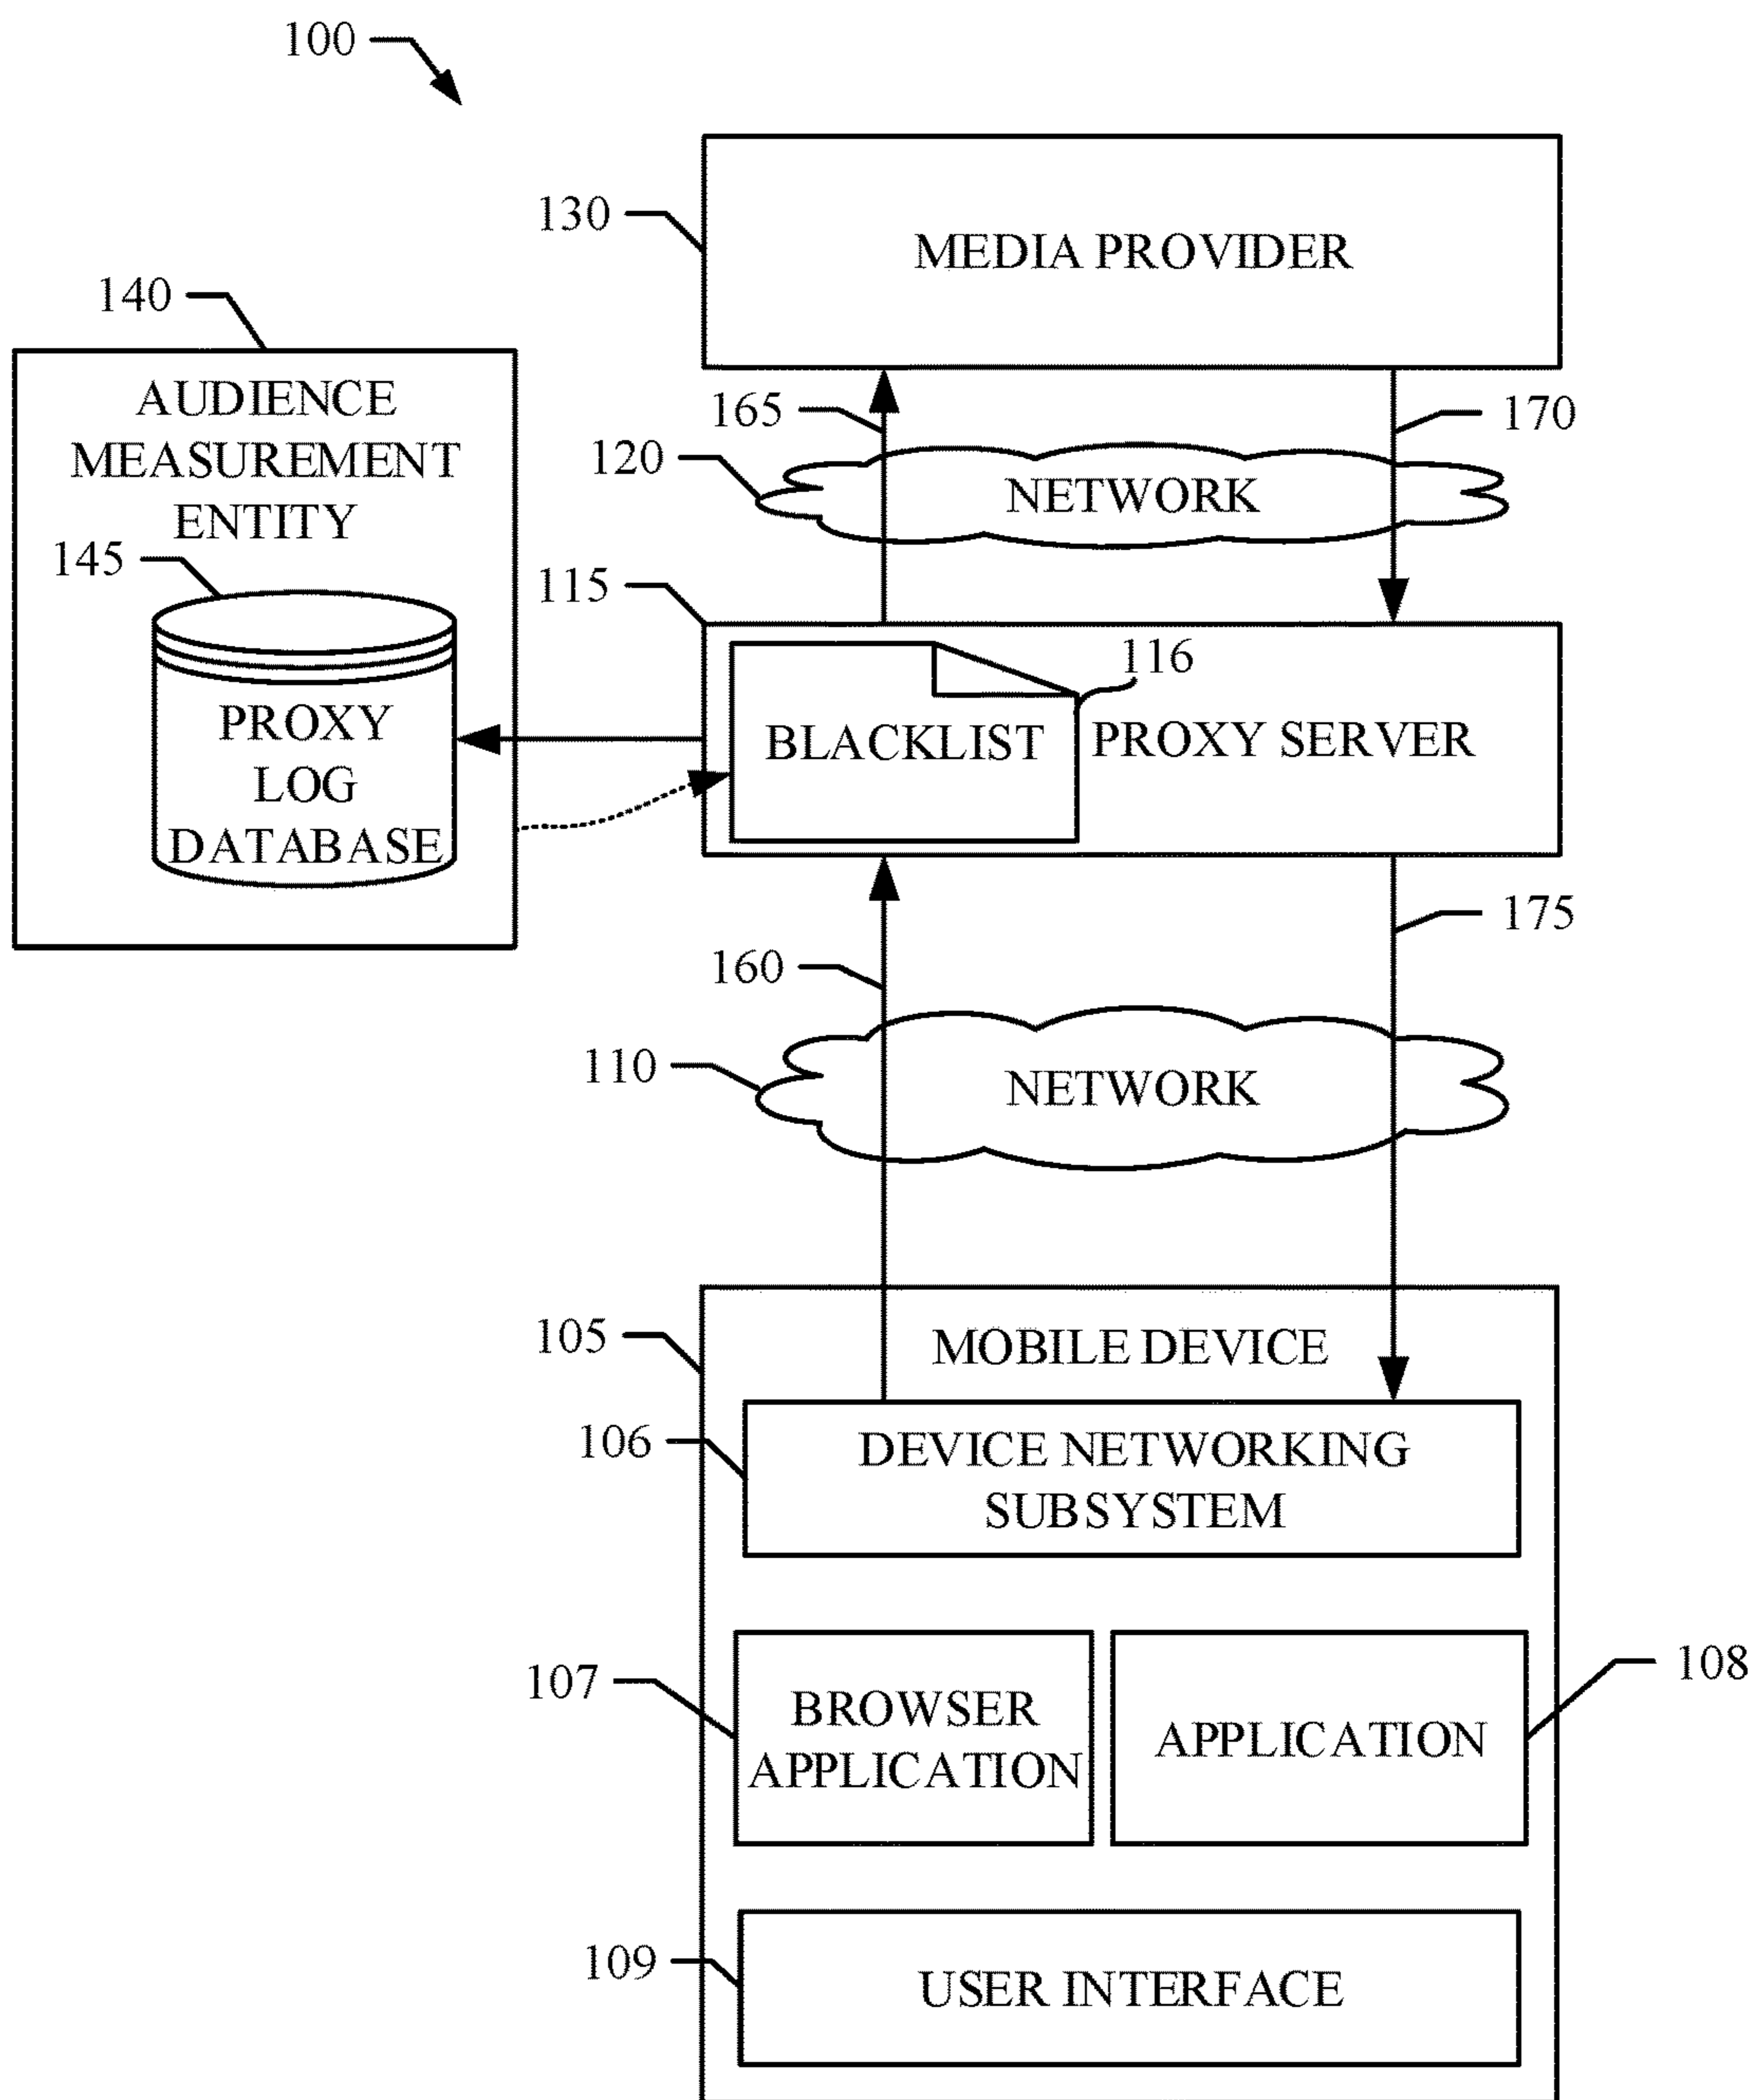 100
130
MEDIA PROVIDER
140
AUDIENCE
MEASUREMENT
ENTITY
165
170
120
NETWORK
145
115
116
PROXY
LOG
DATABASE
BLACKLIST
PROXY SERVER
175
160
110
NETWORK
105
MOBILE DEVICE
106
DEVICE NETWORKING
SUBSYSTEM
107
108
BROWSER
APPLICATION
APPLICATION
109
USER INTERFACE